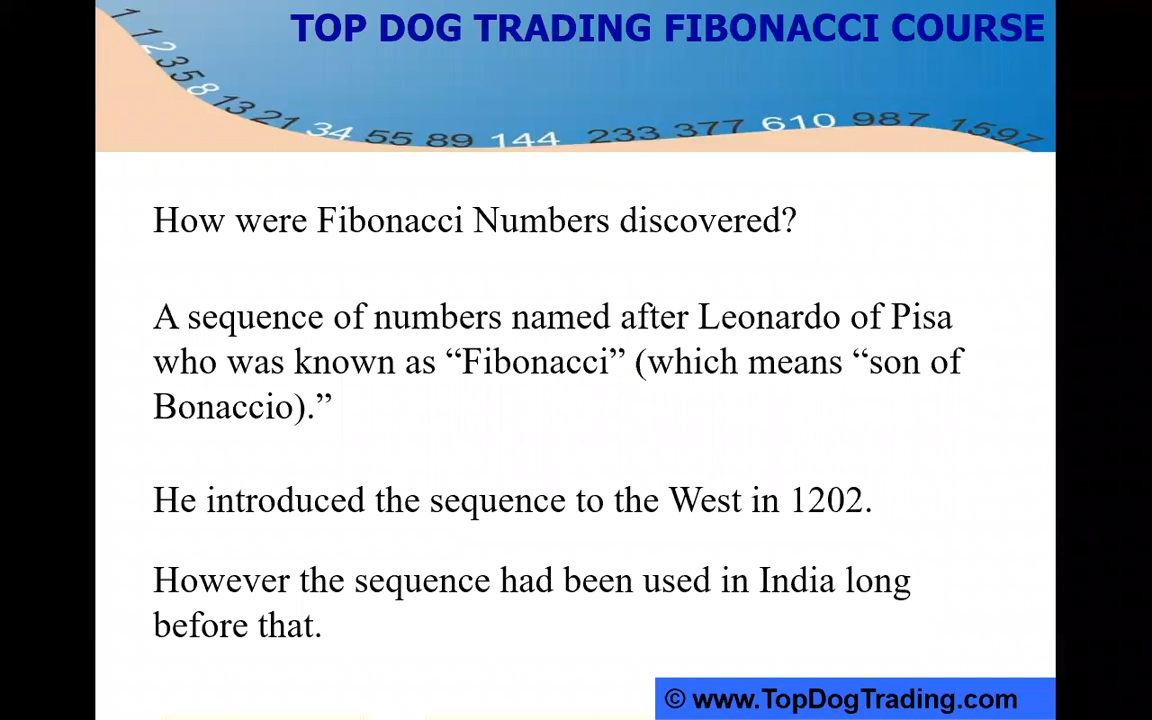 TOP DOG TRADING FIBONACCI COURSE
1 1 2 3 5 8 13 21 34 55 89 144 233 377 610 987 1597
How were Fibonacci Numbers discovered?
A sequence of numbers named after Leonardo of Pisa
who was known as “Fibonacci” (which means “son of
Bonaccio).”
He introduced the sequence to the West in 1202.
However the sequence had been used in India long
before that.
© www.TopDogTrading.com